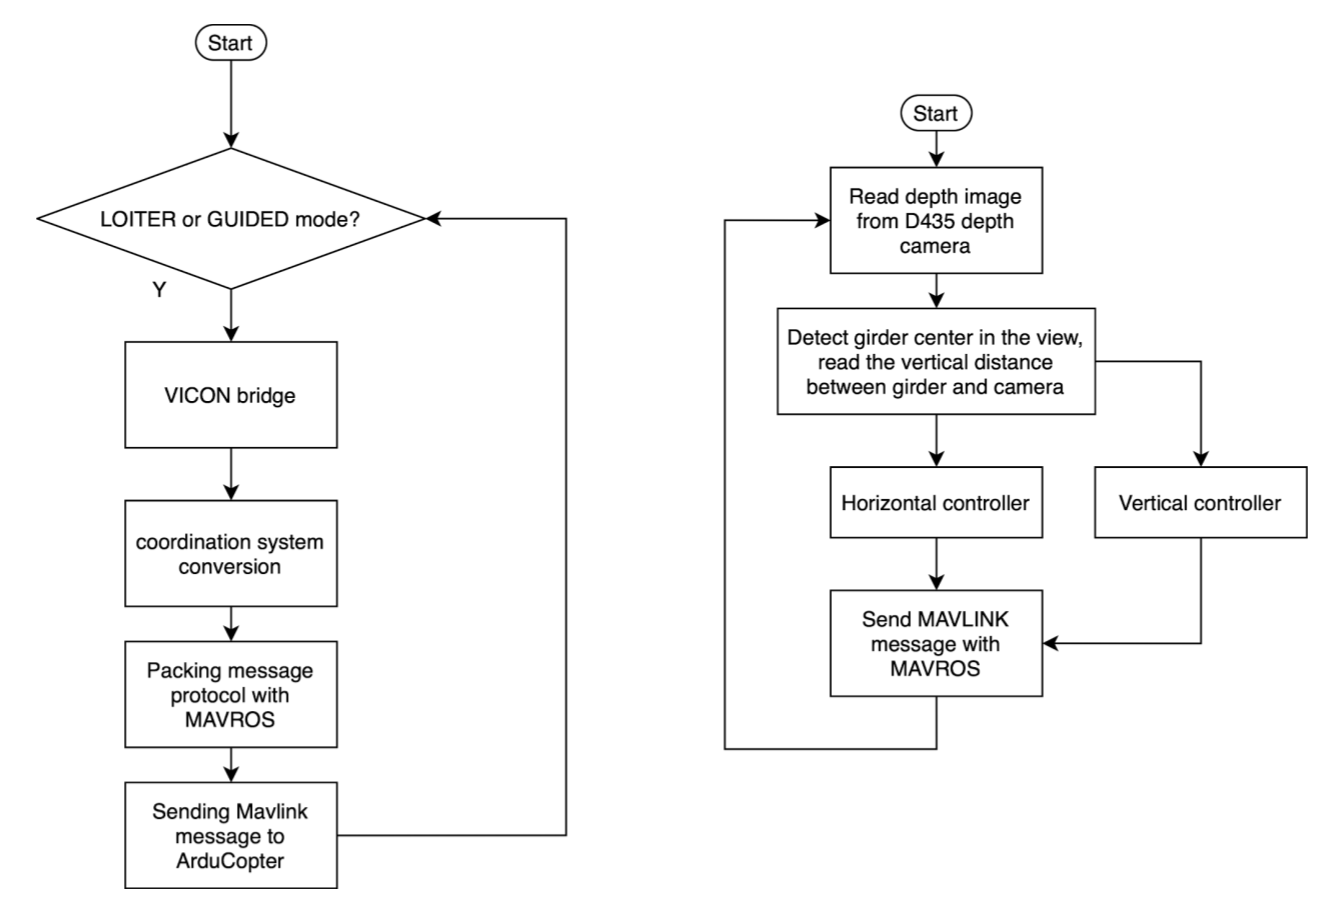 Start
LOITER or GUIDED mode?
Y
VICON bridge
coordination system
conversion
Packing message
protocol with
MAVROS
Sending Mavlink
message to
ArduCopter
Start
Read depth image
from D435 depth
camera
Detect girder center in the view,
read the vertical distance
between girder and camera
Horizontal controller
Vertical controller
Send MAVLINK
message with
MAVROS